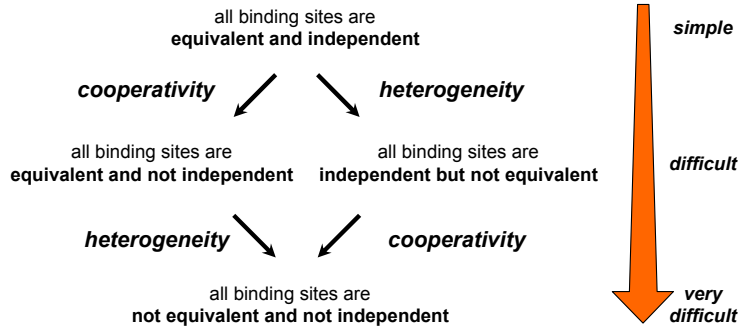 all binding sites are
equivalent and independent
simple
cooperativity
heterogeneity
all binding sites are
equivalent and not independent
all binding sites are
independent but not equivalent
difficult
heterogeneity
cooperativity
all binding sites are
not equivalent and not independent
very
difficult